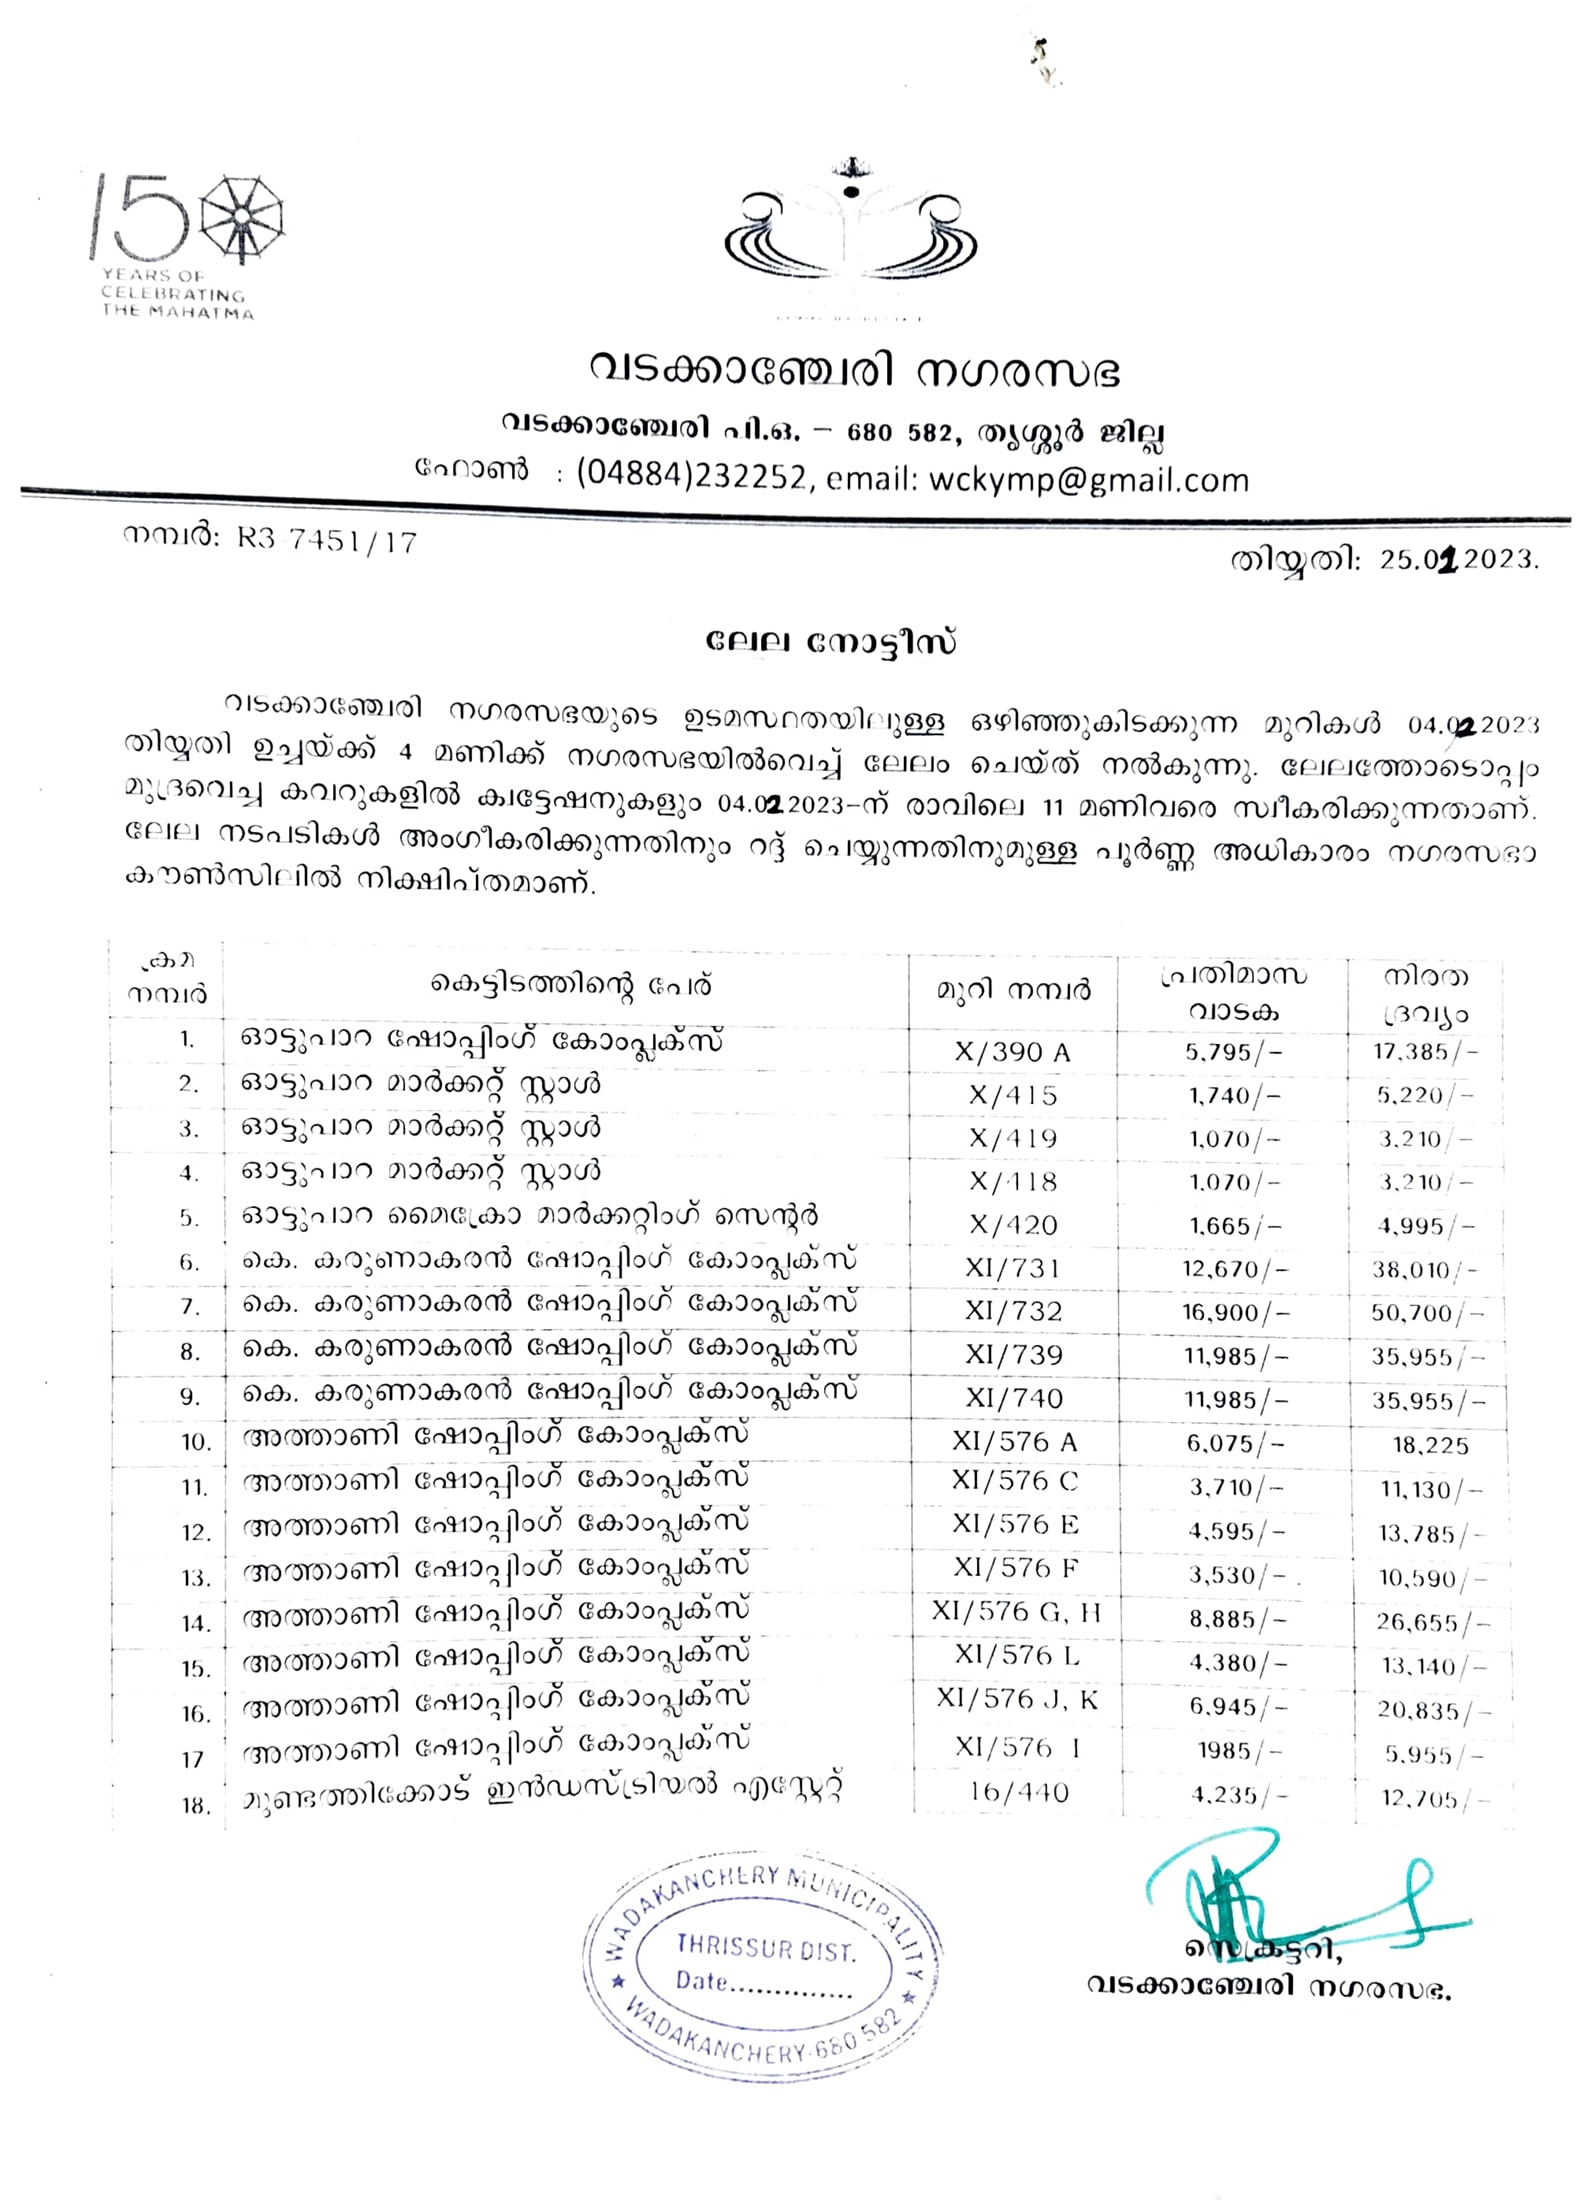 150
YEARS OF
CELEBRATING
THE MAHATMA
വടക്കാഞ്ചേരി നഗരസഭ
വടക്കാഞ്ചേരി പി.ഒ. – 680 582, തൃശ്ശൂർ ജില്ല
ഫോൺ : (04884)232252, email: wckymp@gmail.com
നമ്പർ: R3 7451/17
തിയ്യതി: 25.01.2023.
ലേല നോട്ടീസ്
വടക്കാഞ്ചേരി നഗരസഭയുടെ ഉടമസ്ഥതയിലുള്ള ഒഴിഞ്ഞുകിടക്കുന്ന മുറികൾ 04.02.2023
തിയ്യതി ഉച്ചയ്ക്ക് 4 മണിക്ക് നഗരസഭയിൽവെച്ച് ലേലം ചെയ്ത് നൽകുന്നു. ലേലത്തോടൊപ്പം
മുദ്രവെച്ച കവറുകളിൽ ക്വട്ടേഷനുകളും 04.02.2023-ന് രാവിലെ 11 മണിവരെ സ്വീകരിക്കുന്നതാണ്.
ലേല നടപടികൾ അംഗീകരിക്കുന്നതിനും റദ്ദ് ചെയ്യുന്നതിനുമുള്ള പൂർണ്ണ അധികാരം നഗരസഭാ
കൗൺസിലിൽ നിക്ഷിപ്തമാണ്.
ക്രമ നമ്പർ കെട്ടിടത്തിന്റെ പേര് മുറി നമ്പർ പ്രതിമാസ വാടക നിരത ദ്രവ്യം
1. ഓട്ടുപാറ ഷോപ്പിംഗ് കോംപ്ലക്സ് X/390 A 5,795/– 17,385/–
2. ഓട്ടുപാറ മാർക്കറ്റ് സ്റ്റാൾ X/415 1,740/– 5,220/–
3. ഓട്ടുപാറ മാർക്കറ്റ് സ്റ്റാൾ X/419 1,070/– 3,210/–
4. ഓട്ടുപാറ മാർക്കറ്റ് സ്റ്റാൾ X/418 1,070/– 3,210/–
5. ഓട്ടുപാറ മൈക്രോ മാർക്കറ്റിംഗ് സെന്റർ X/420 1,665/– 4,995/–
6. കെ. കരുണാകരൻ ഷോപ്പിംഗ് കോംപ്ലക്സ് XI/731 12,670/– 38,010/–
7. കെ. കരുണാകരൻ ഷോപ്പിംഗ് കോംപ്ലക്സ് XI/732 16,900/– 50,700/–
8. കെ. കരുണാകരൻ ഷോപ്പിംഗ് കോംപ്ലക്സ് XI/739 11,985/– 35,955/–
9. കെ. കരുണാകരൻ ഷോപ്പിംഗ് കോംപ്ലക്സ് XI/740 11,985/– 35,955/–
10. അത്താണി ഷോപ്പിംഗ് കോംപ്ലക്സ് XI/576 A 6,075/– 18,225
11. അത്താണി ഷോപ്പിംഗ് കോംപ്ലക്സ് XI/576 C 3,710/– 11,130/–
12. അത്താണി ഷോപ്പിംഗ് കോംപ്ലക്സ് XI/576 E 4,595/– 13,785/–
13. അത്താണി ഷോപ്പിംഗ് കോംപ്ലക്സ് XI/576 F 3,530/– 10,590/–
14. അത്താണി ഷോപ്പിംഗ് കോംപ്ലക്സ് XI/576 G, H 8,885/– 26,655/–
15. അത്താണി ഷോപ്പിംഗ് കോംപ്ലക്സ് XI/576 L 4,380/– 13,140/–
16. അത്താണി ഷോപ്പിംഗ് കോംപ്ലക്സ് XI/576 J, K 6,945/– 20,835/–
17 അത്താണി ഷോപ്പിംഗ് കോംപ്ലക്സ് XI/576 I 1985/– 5,955/–
18. മുണ്ടത്തിക്കോട് ഇൻഡസ്ട്രിയൽ എസ്റ്റേറ്റ് 16/440 4,235/– 12,705/–
WADAKANCHERY MUNICIPALITY
THRISSUR DIST.
Date..............
WADAKANCHERY-680 582
സെക്രട്ടറി,
വടക്കാഞ്ചേരി നഗരസഭ.